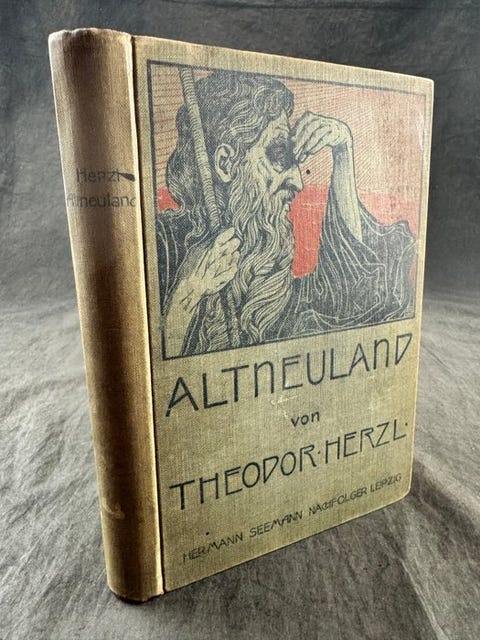 Herzl
Altneuland
ALTNEULAND
von
THEODOR·HERZL·
HERMANN SEEMANN NACHFOLGER LEIPZIG